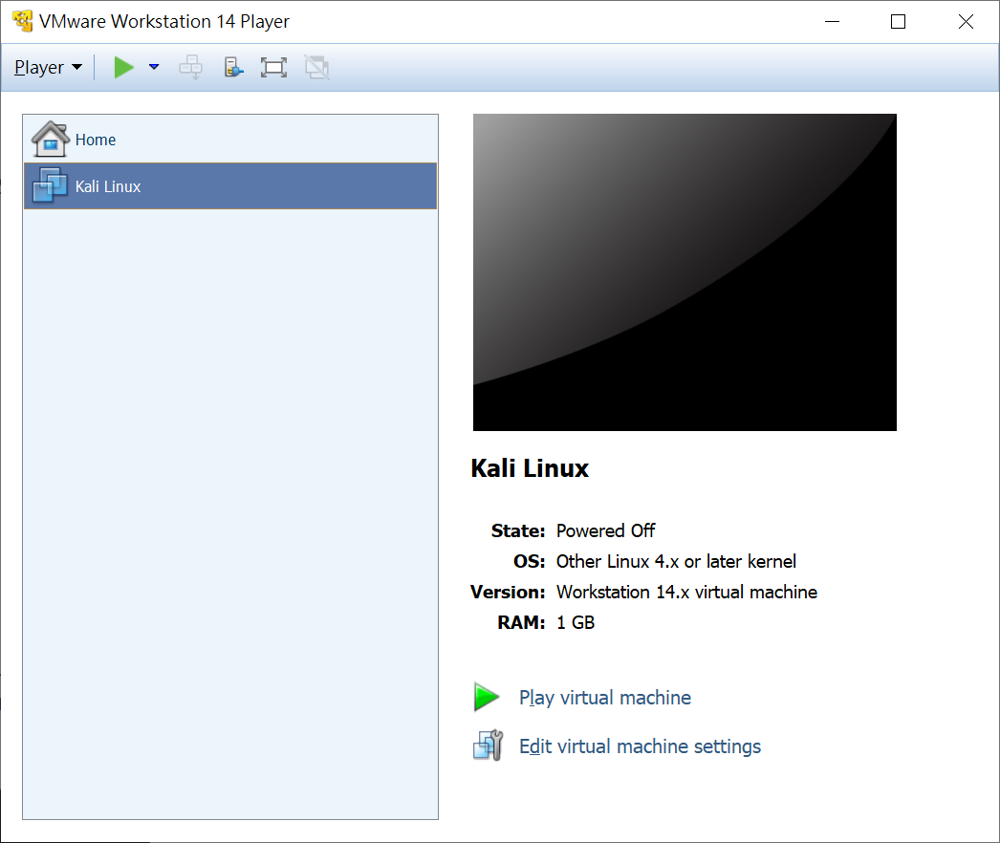 VMware Workstation 14 Player
Player
Home
Kali Linux
Kali Linux
State: Powered Off
OS: Other Linux 4.x or later kernel
Version: Workstation 14.x virtual machine
RAM: 1 GB
Play virtual machine
Edit virtual machine settings